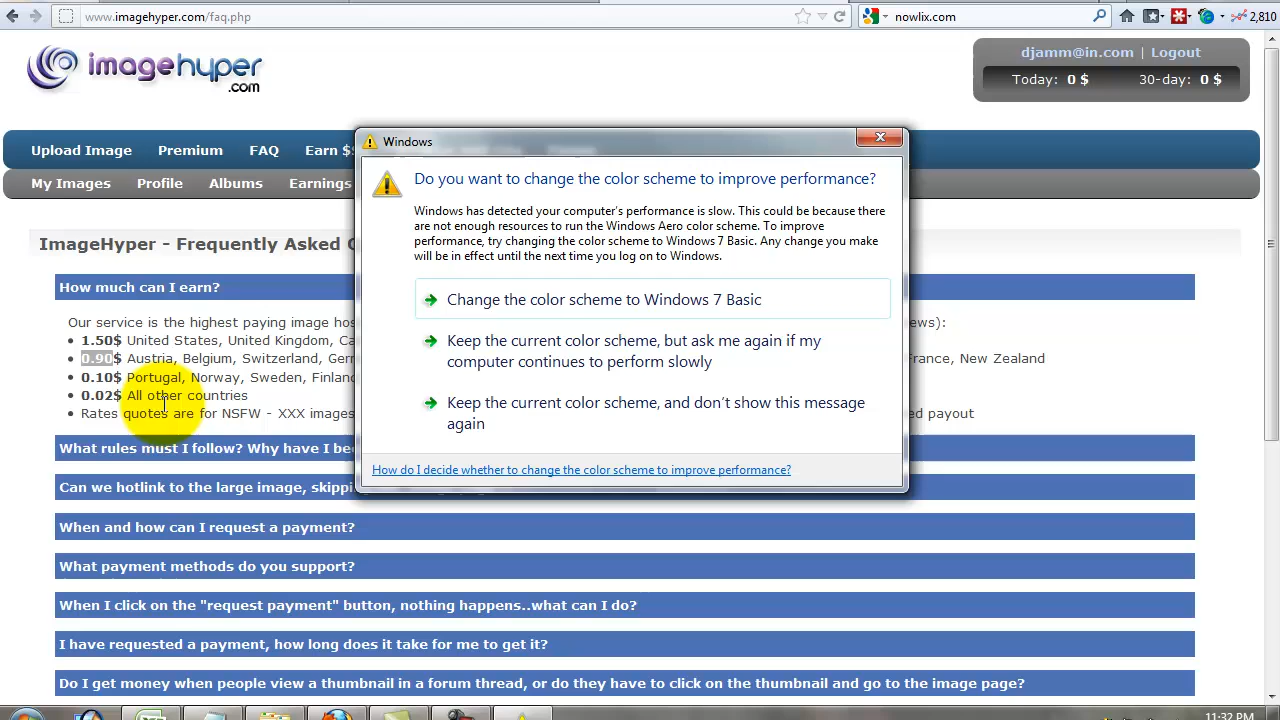 www.imagehyper.com/faq.php
nowlix.com
2,810
imagehyper
.com
djamm@in.com | Logout
Today: 0 $ 30-day: 0 $
Upload Image Premium FAQ Earn $
My Images Profile Albums Earnings
Windows
Do you want to change the color scheme to improve performance?
Windows has detected your computer's performance is slow. This could be because there
are not enough resources to run the Windows Aero color scheme. To improve
performance, try changing the color scheme to Windows 7 Basic. Any change you make
will be in effect until the next time you log on to Windows.
Change the color scheme to Windows 7 Basic
Keep the current color scheme, but ask me again if my
computer continues to perform slowly
Keep the current color scheme, and don't show this message
again
How do I decide whether to change the color scheme to improve performance?
ImageHyper - Frequently Asked
How much can I earn?
Our service is the highest paying image
• 1.50$ United States, United Kingdom,
• 0.90$ Austria, Belgium, Switzerland, France, New Zealand
• 0.10$ Portugal, Norway, Sweden,
• 0.02$ All other countries
• Rates quotes are for NSFW - XXX images payout
What rules must I follow? Why have I
Can we hotlink to the large image,
When and how can I request a payment?
What payment methods do you support?
When I click on the "request payment" button, nothing happens..what can I do?
I have requested a payment, how long does it take for me to get it?
Do I get money when people view a thumbnail in a forum thread, or do they have to click on the thumbnail and go to the image page?
11:32 PM